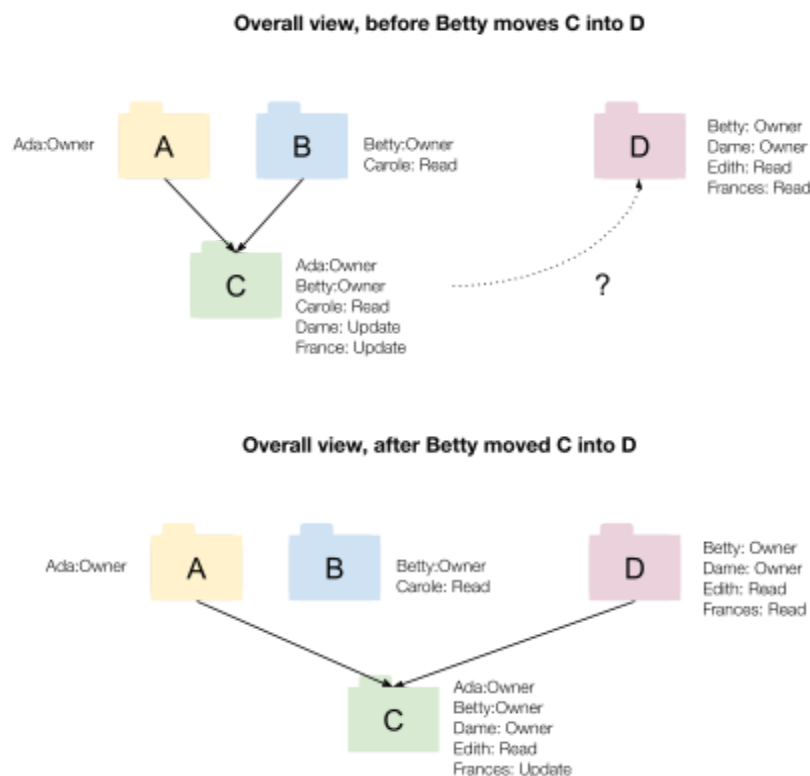 Overall view, before Betty moves C into D
Ada:Owner
A
B
Betty:Owner
Carole: Read
D
Betty: Owner
Dame: Owner
Edith: Read
Frances: Read
C
Ada:Owner
Betty:Owner
Carole: Read
Dame: Update
France: Update
?
Overall view, after Betty moved C into D
Ada:Owner
A
B
Betty:Owner
Carole: Read
D
Betty: Owner
Dame: Owner
Edith: Read
Frances: Read
C
Ada:Owner
Betty:Owner
Dame: Owner
Edith: Read
Frances: Update